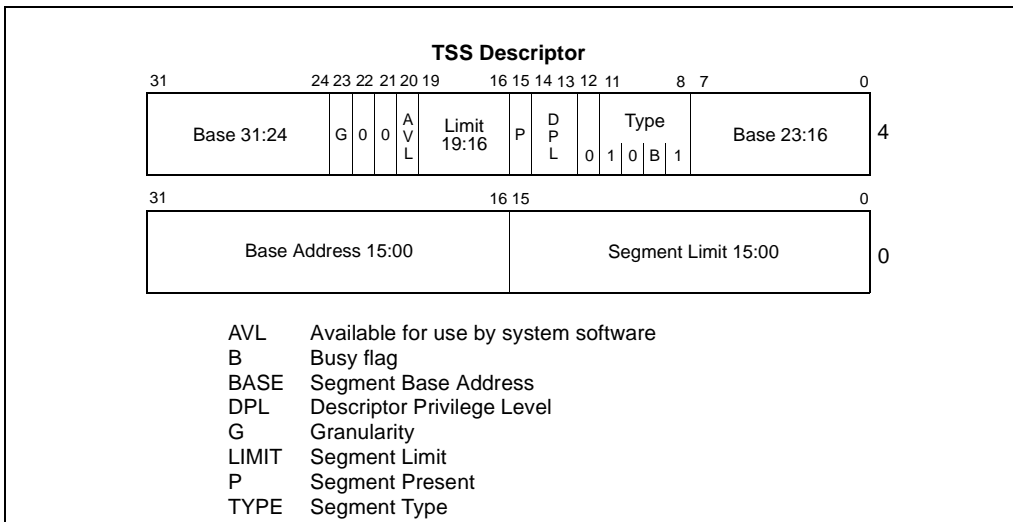 TSS Descriptor
31 24 23 22 21 20 19 16 15 14 13 12 11 8 7 0
Base 31:24 G 0 0 A V L Limit 19:16 P D P L 0 Type 1 0 B 1 Base 23:16 4
31 16 15 0
Base Address 15:00 Segment Limit 15:00 0
AVL Available for use by system software
B Busy flag
BASE Segment Base Address
DPL Descriptor Privilege Level
G Granularity
LIMIT Segment Limit
P Segment Present
TYPE Segment Type